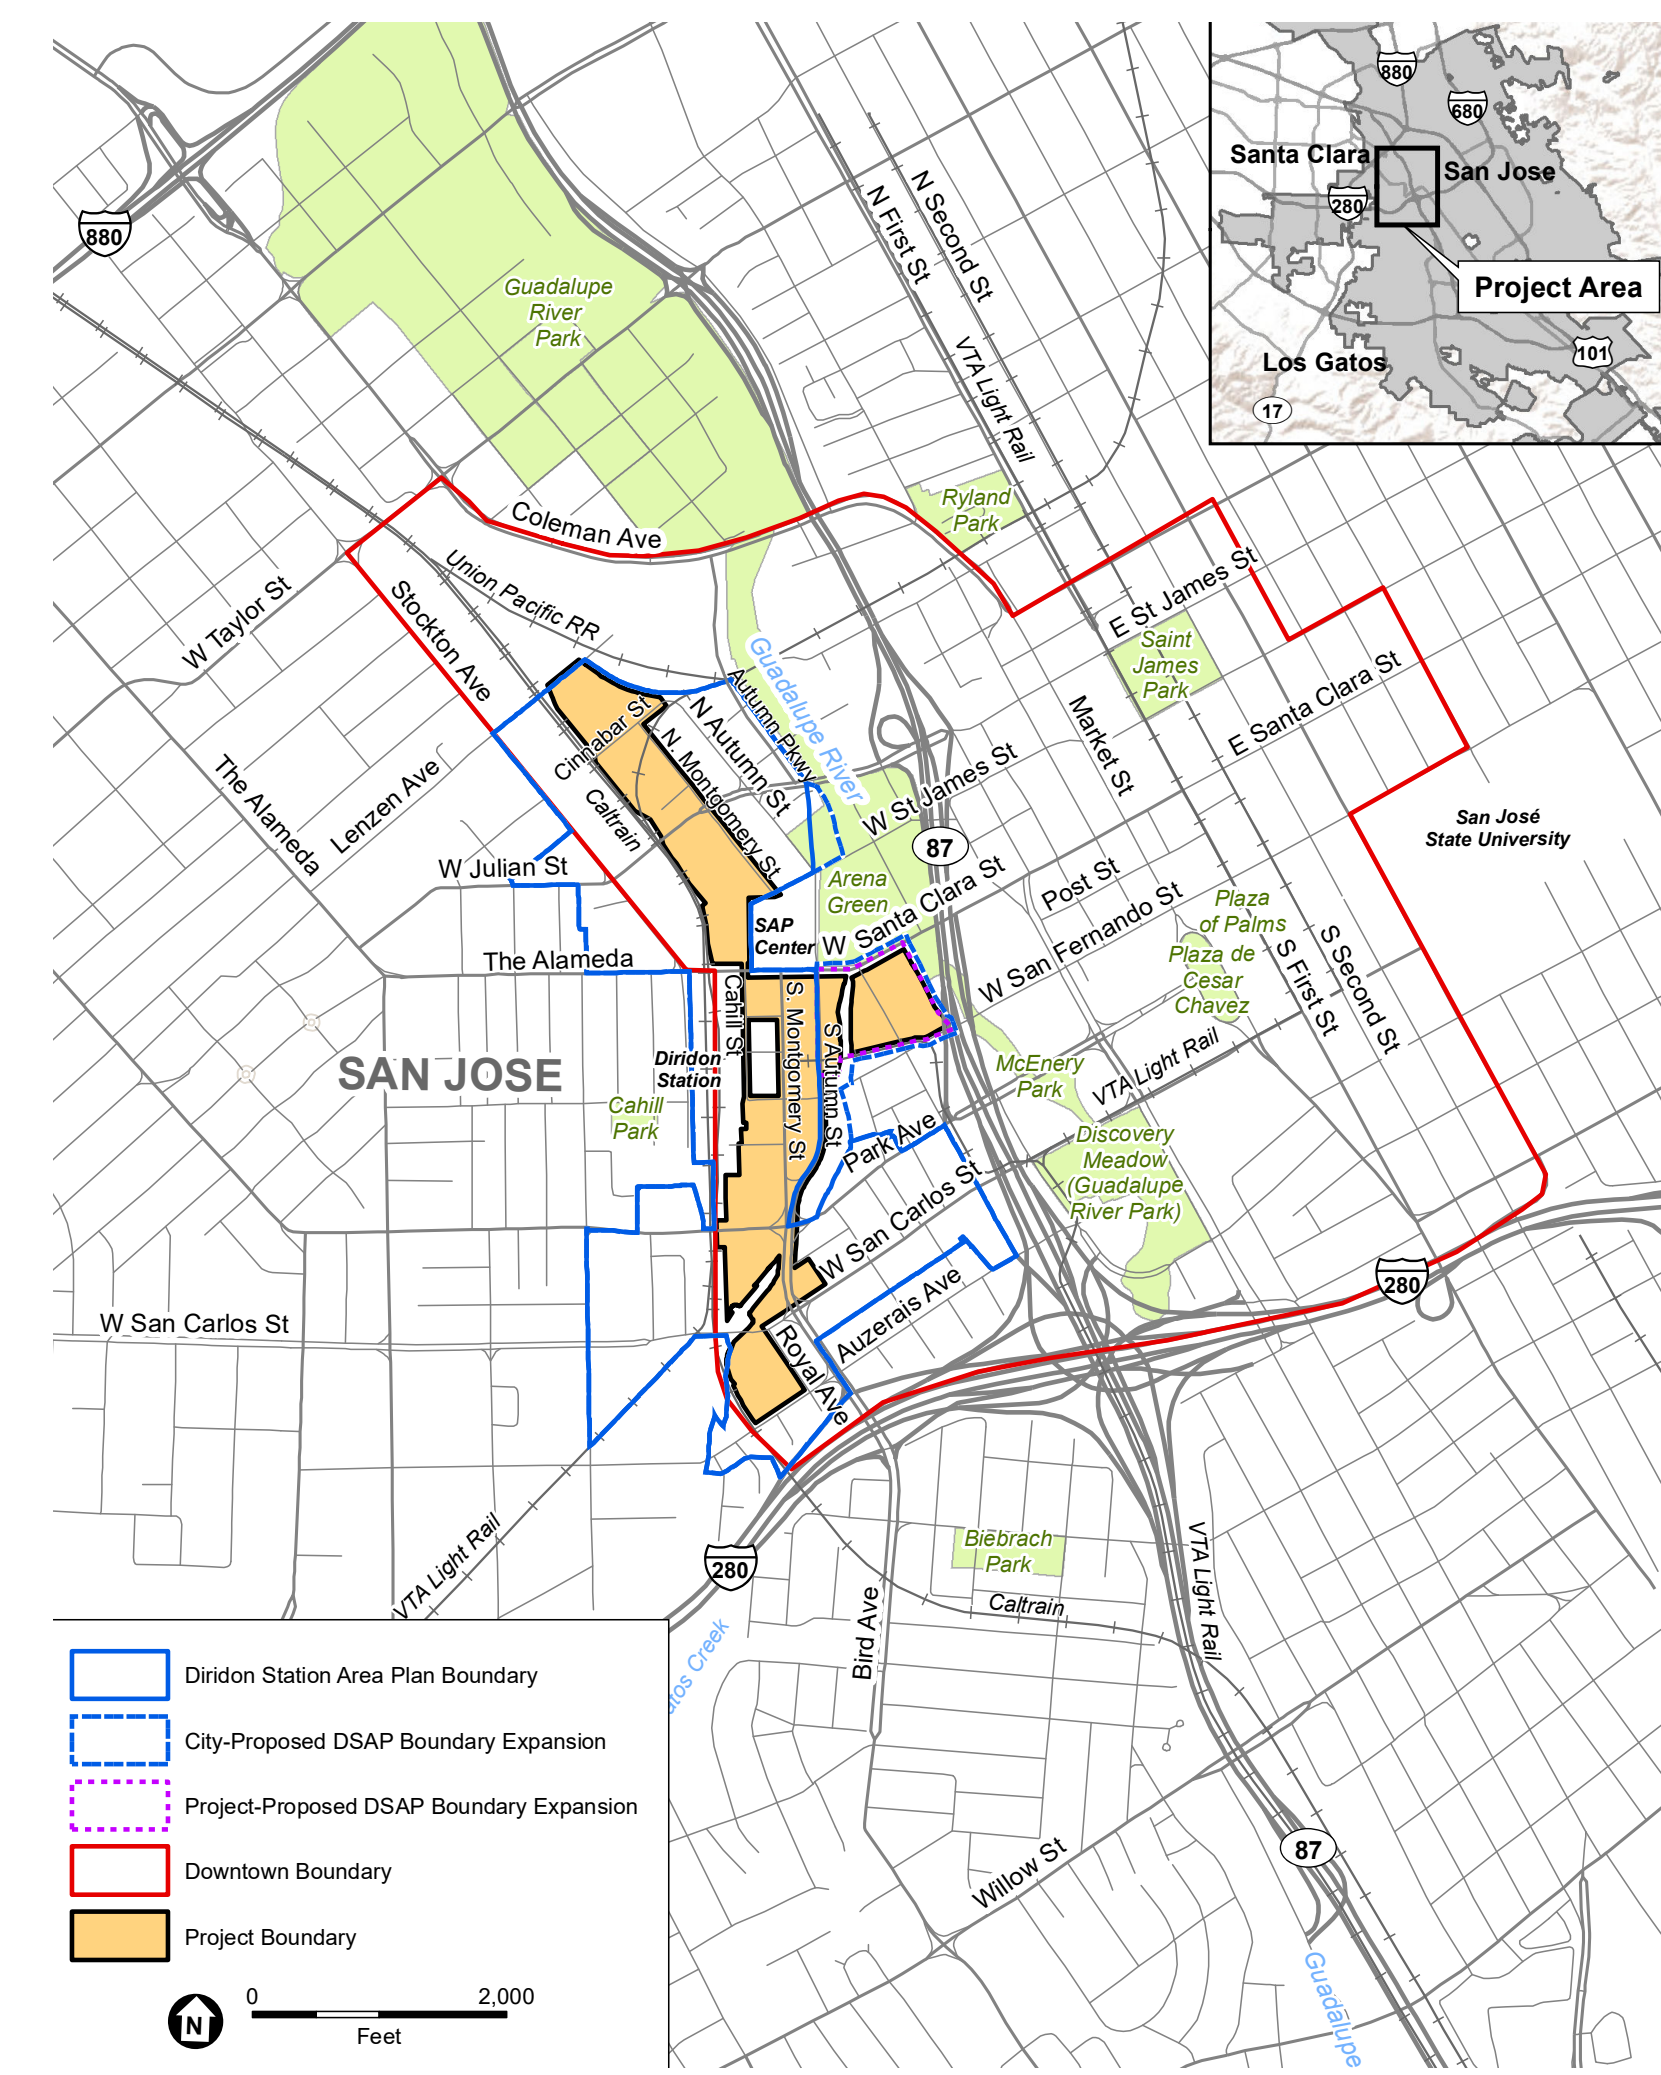 880
680
Santa Clara
San Jose
280
Project Area
Los Gatos
101
17
880
N Second St
N First St
Guadalupe
River
Park
VTA Light Rail
Ryland
Park
Coleman Ave
Union Pacific RR
E St James St
W Taylor St
Stockton Ave
Saint
James
Park
Guadalupe River
Autumn Pkwy
E Santa Clara St
N Autumn St
Cinnabar St
N. Montgomery St
Market St
The Alameda
Lenzen Ave
Caltrain
W St James St
87
San José
State University
W Julian St
Arena
Green
Post St
Plaza
of Palms
SAP
Center
W Santa Clara St
W San Fernando St
The Alameda
Plaza de
Cesar
Chavez
S First St
S Second St
Cahill St
S. Montgomery St
S Autumn St
SAN JOSE
Diridon
Station
McEnery
Park
VTA Light Rail
Cahill
Park
Park Ave
Discovery
Meadow
(Guadalupe
River Park)
W San Carlos St
280
W San Carlos St
Auzerais Ave
Royal Ave
VTA Light Rail
280
Biebrach
Park
VTA Light Rail
Caltrain
Bird Ave
atos Creek
Willow St
87
Guadalupe
Diridon Station Area Plan Boundary
City-Proposed DSAP Boundary Expansion
Project-Proposed DSAP Boundary Expansion
Downtown Boundary
Project Boundary
N
0
2,000
Feet